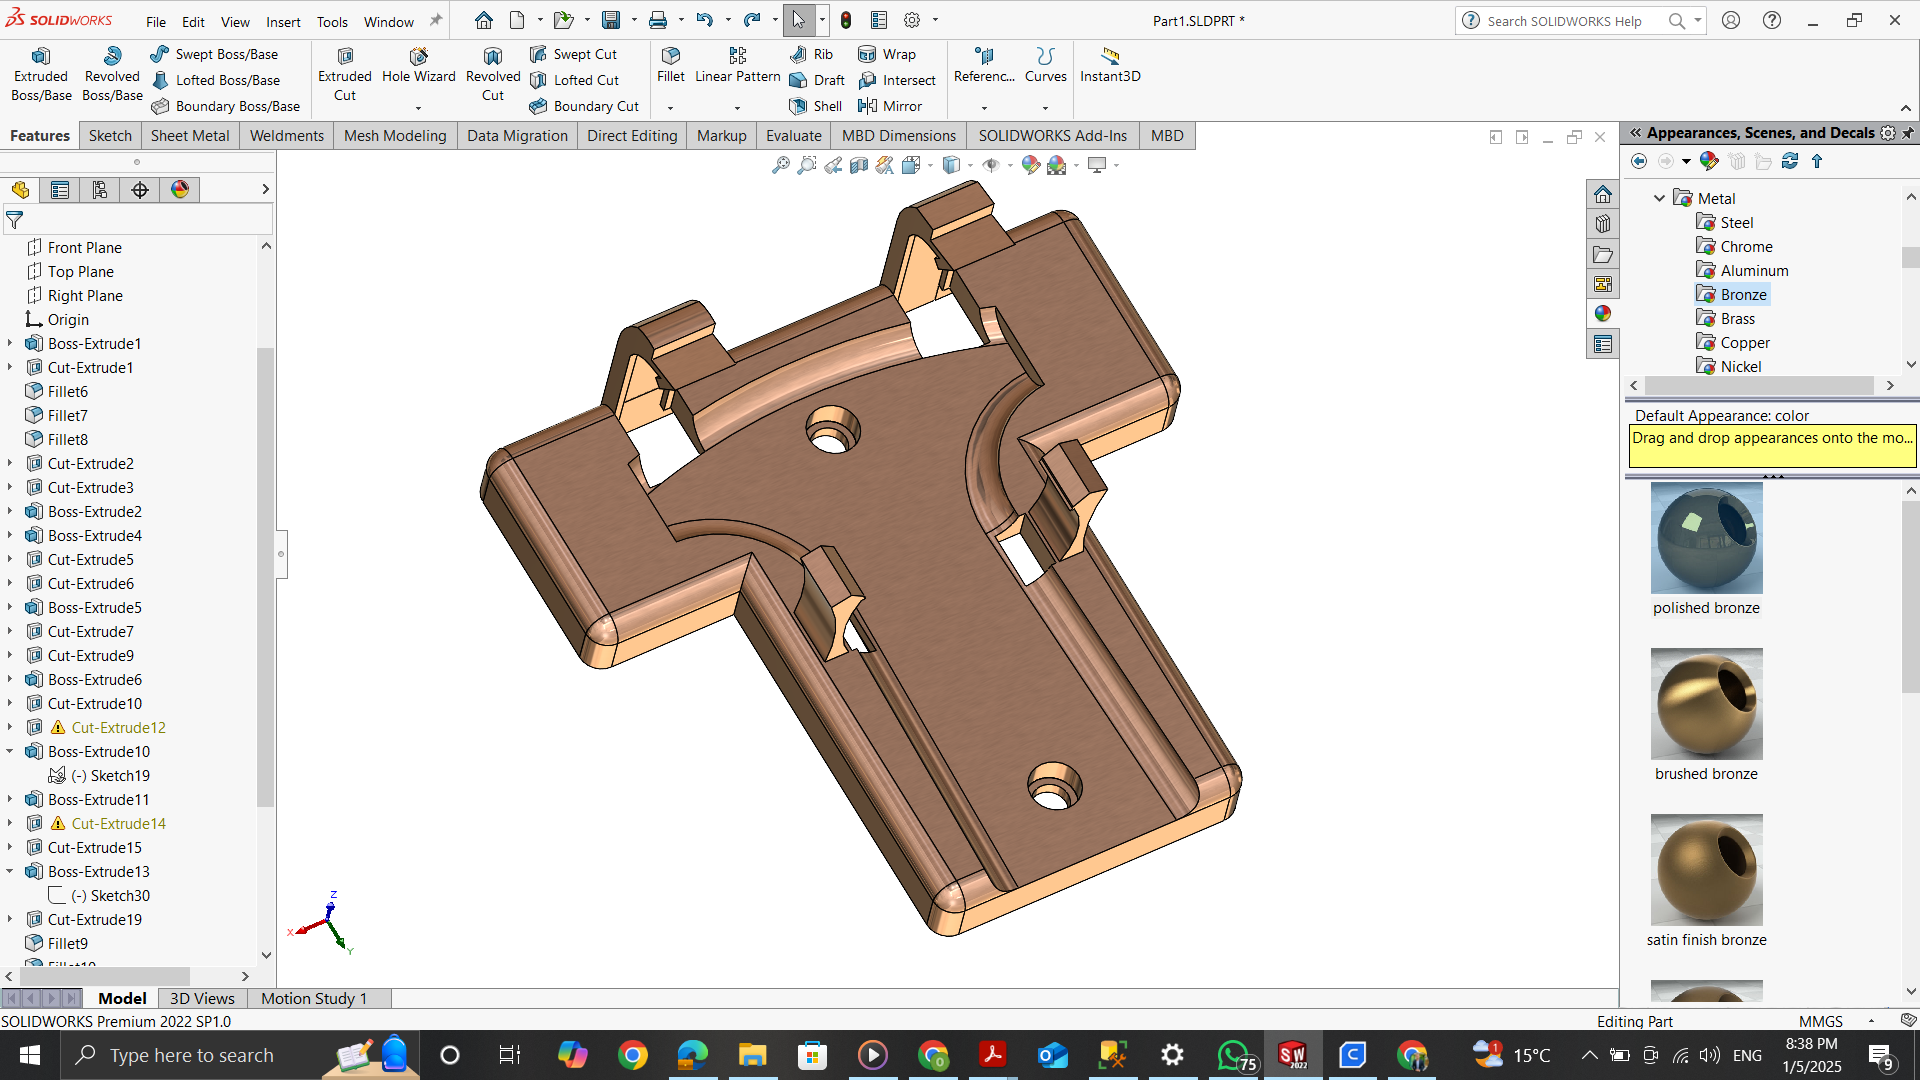 SOLIDWORKS File Edit View Insert Tools Window Part1.SLDPRT * Search SOLIDWORKS Help
Extruded Boss/Base
Revolved Boss/Base
Swept Boss/Base
Lofted Boss/Base
Boundary Boss/Base
Extruded Cut
Hole Wizard
Revolved Cut
Swept Cut
Lofted Cut
Boundary Cut
Fillet
Linear Pattern
Rib
Draft
Shell
Wrap
Intersect
Mirror
Referenc...
Curves
Instant3D
Features Sketch Sheet Metal Weldments Mesh Modeling Data Migration Direct Editing Markup Evaluate MBD Dimensions SOLIDWORKS Add-Ins MBD
Front Plane
Top Plane
Right Plane
Origin
Boss-Extrude1
Cut-Extrude1
Fillet6
Fillet7
Fillet8
Cut-Extrude2
Cut-Extrude3
Boss-Extrude2
Boss-Extrude4
Cut-Extrude5
Cut-Extrude6
Boss-Extrude5
Cut-Extrude7
Cut-Extrude9
Boss-Extrude6
Cut-Extrude10
Cut-Extrude12
Boss-Extrude10
(-) Sketch19
Boss-Extrude11
Cut-Extrude14
Cut-Extrude15
Boss-Extrude13
(-) Sketch30
Cut-Extrude19
Fillet9
Z
X
Y
Appearances, Scenes, and Decals
Metal
Steel
Chrome
Aluminum
Bronze
Brass
Copper
Nickel
Default Appearance: color
Drag and drop appearances onto the mo...
polished bronze
brushed bronze
satin finish bronze
Model 3D Views Motion Study 1
SOLIDWORKS Premium 2022 SP1.0 Editing Part MMGS
Type here to search 75 SW 2022 1 15°C ENG 8:38 PM
1/5/2025 9